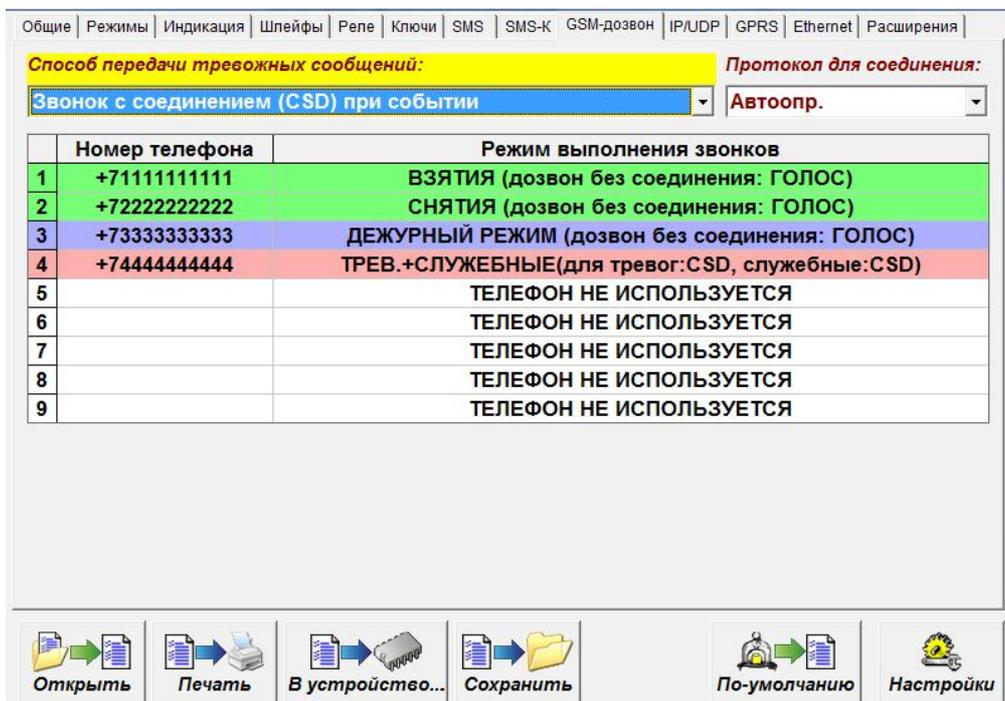 Общие Режимы Индикация Шлейфы Реле Ключи SMS SMS-K GSM-дозвон IP/UDP GPRS Ethernet Расширения
Способ передачи тревожных сообщений: Протокол для соединения:
Звонок с соединением (CSD) при событии Автоопр.
Номер телефона Режим выполнения звонков
1 +71111111111 ВЗЯТИЯ (дозвон без соединения: ГОЛОС)
2 +72222222222 СНЯТИЯ (дозвон без соединения: ГОЛОС)
3 +73333333333 ДЕЖУРНЫЙ РЕЖИМ (дозвон без соединения: ГОЛОС)
4 +74444444444 ТРЕВ.+СЛУЖЕБНЫЕ(для тревог:CSD, служебные:CSD)
5 ТЕЛЕФОН НЕ ИСПОЛЬЗУЕТСЯ
6 ТЕЛЕФОН НЕ ИСПОЛЬЗУЕТСЯ
7 ТЕЛЕФОН НЕ ИСПОЛЬЗУЕТСЯ
8 ТЕЛЕФОН НЕ ИСПОЛЬЗУЕТСЯ
9 ТЕЛЕФОН НЕ ИСПОЛЬЗУЕТСЯ
Открыть Печать В устройство... Сохранить По-умолчанию Настройки